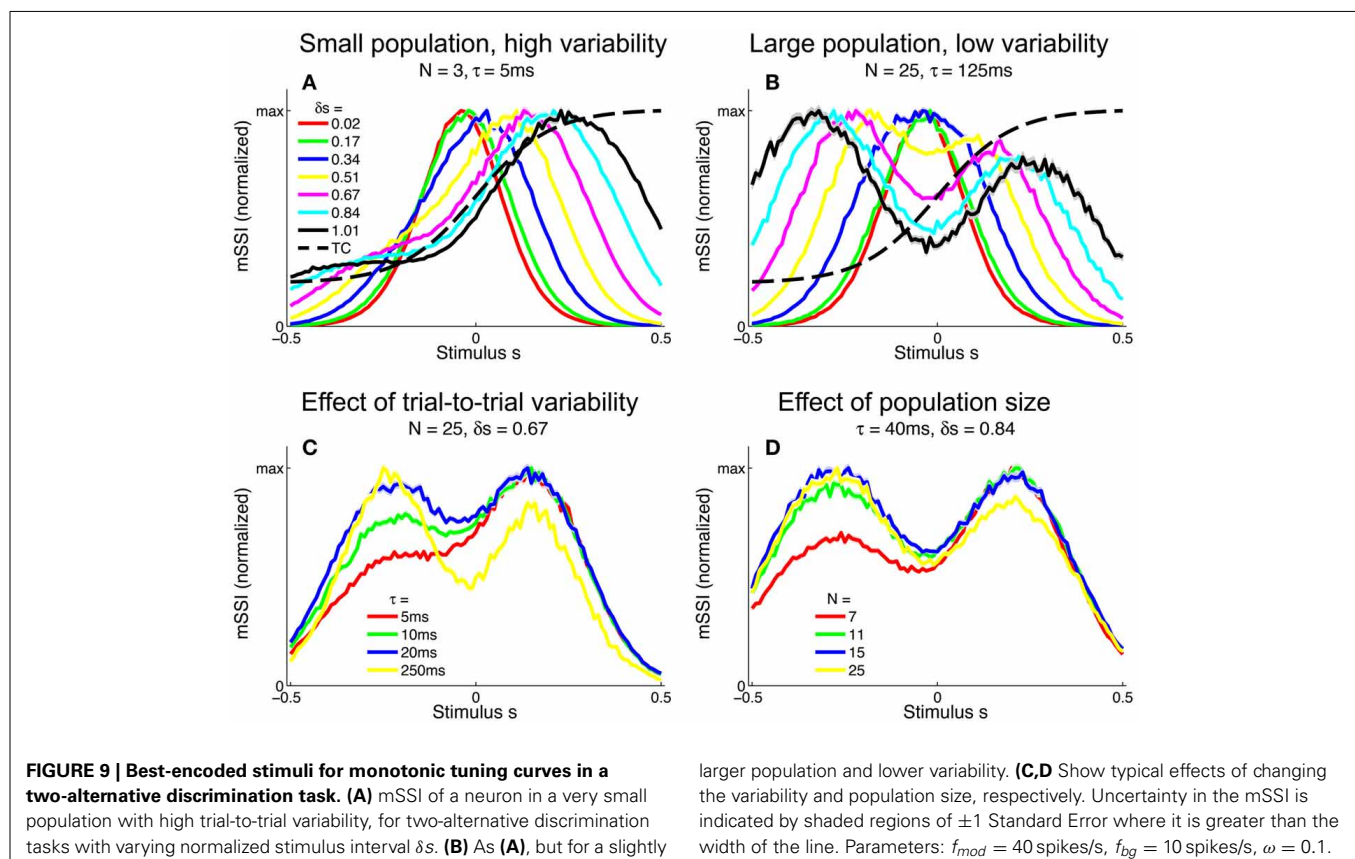 Small population, high variability
N = 3, τ = 5ms
A
δs =
0.02
0.17
0.34
0.51
0.67
0.84
1.01
TC
max
0
mSSI (normalized)
-0.5
0
0.5
Stimulus s
Large population, low variability
N = 25, τ = 125ms
B
max
0
mSSI (normalized)
-0.5
0
0.5
Stimulus s
Effect of trial-to-trial variability
N = 25, δs = 0.67
C
max
0
mSSI (normalized)
τ =
5ms
10ms
20ms
250ms
-0.5
0
0.5
Stimulus s
Effect of population size
τ = 40ms, δs = 0.84
D
max
0
mSSI (normalized)
N =
7
11
15
25
-0.5
0
0.5
Stimulus s
FIGURE 9 | Best-encoded stimuli for monotonic tuning curves in a
two-alternative discrimination task. (A) mSSI of a neuron in a very small
population with high trial-to-trial variability, for two-alternative discrimination
tasks with varying normalized stimulus interval δs. (B) As (A), but for a slightly
larger population and lower variability. (C,D Show typical effects of changing
the variability and population size, respectively. Uncertainty in the mSSI is
indicated by shaded regions of ±1 Standard Error where it is greater than the
width of the line. Parameters: fmod = 40 spikes/s, fbg = 10 spikes/s, ω = 0.1.